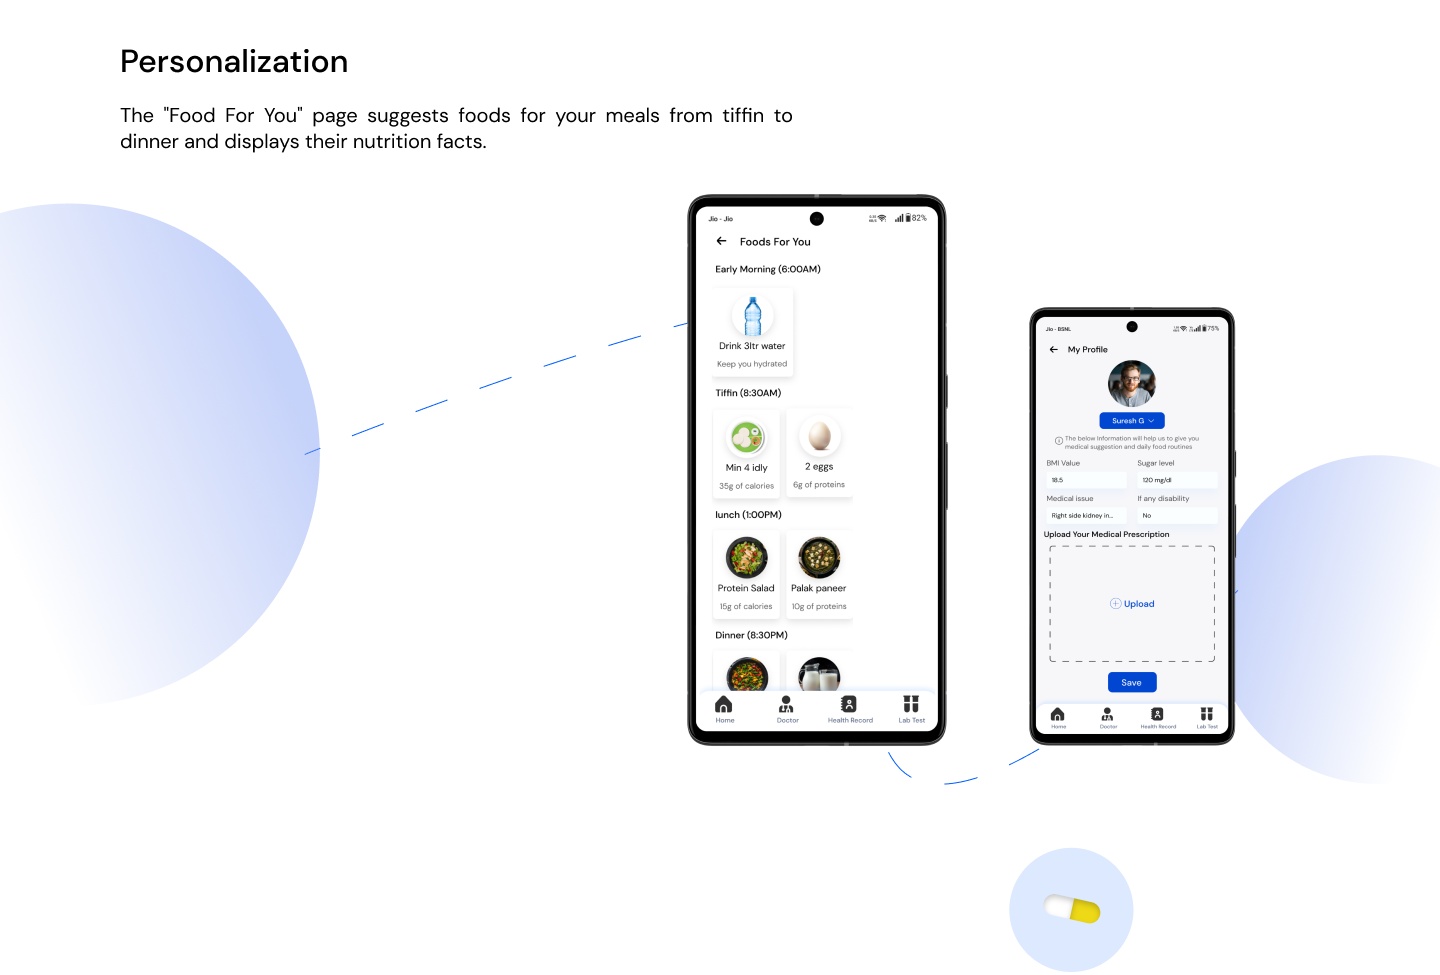 Personalization
The "Food For You" page suggests foods for your meals from tiffin to
dinner and displays their nutrition facts.
Jio - Jio
82%
Foods For You
Early Morning (6:00AM)
Drink 3ltr water
Keep you hydrated
Tiffin (8:30AM)
Min 4 idly
2 eggs
35g of calories
6g of proteins
lunch (1:00PM)
Protein Salad
Palak paneer
15g of calories
10g of proteins
Dinner (8:30PM)
Home
Doctor
Health Record
Lab Test
Jio - BSNL
75%
My Profile
Suresh G
The below information will help us to give you
medical suggestion and daily food routines
BMI Value
Sugar level
18.5
120 mg/dl
Medical issue
If any disability
Right side kidney in...
No
Upload Your Medical Prescription
Upload
Save
Home
Doctor
Health Record
Lab Test